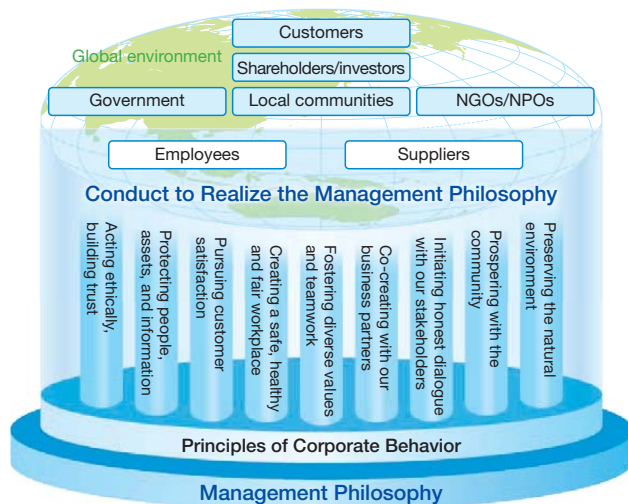 Customers
Global environment
Shareholders/investors
Government
Local communities
NGOs/NPOs
Employees
Suppliers
Conduct to Realize the Management Philosophy
Acting ethically,
building trust
Protecting people,
assets, and information
Pursuing customer
satisfaction
Creating a safe, healthy
and fair workplace
Fostering diverse values
and teamwork
Co-creating with our
business partners
Initiating honest dialogue
with our stakeholders
Prospering with the
community
Preserving the natural
environment
Principles of Corporate Behavior
Management Philosophy